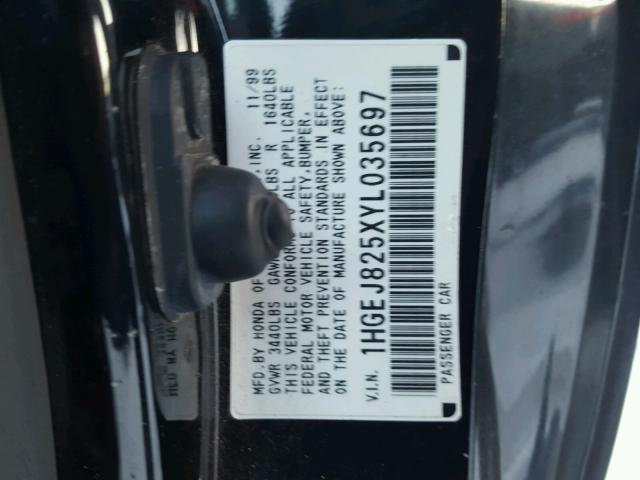 MFD.BY HONDA OF INC. 11/99
GVWR 3440LBS GAW LBS R 1640LBS
THIS VEHICLE CONFORMS TO ALL APPLICABLE
FEDERAL MOTOR VEHICLE SAFETY,BUMPER,
AND THEFT PREVENTION STANDARDS IN EFFECT
ON THE DATE OF MANUFACTURE SHOWN ABOVE:
V.I.N. 1HGEJ825XYL035697
PASSENGER CAR